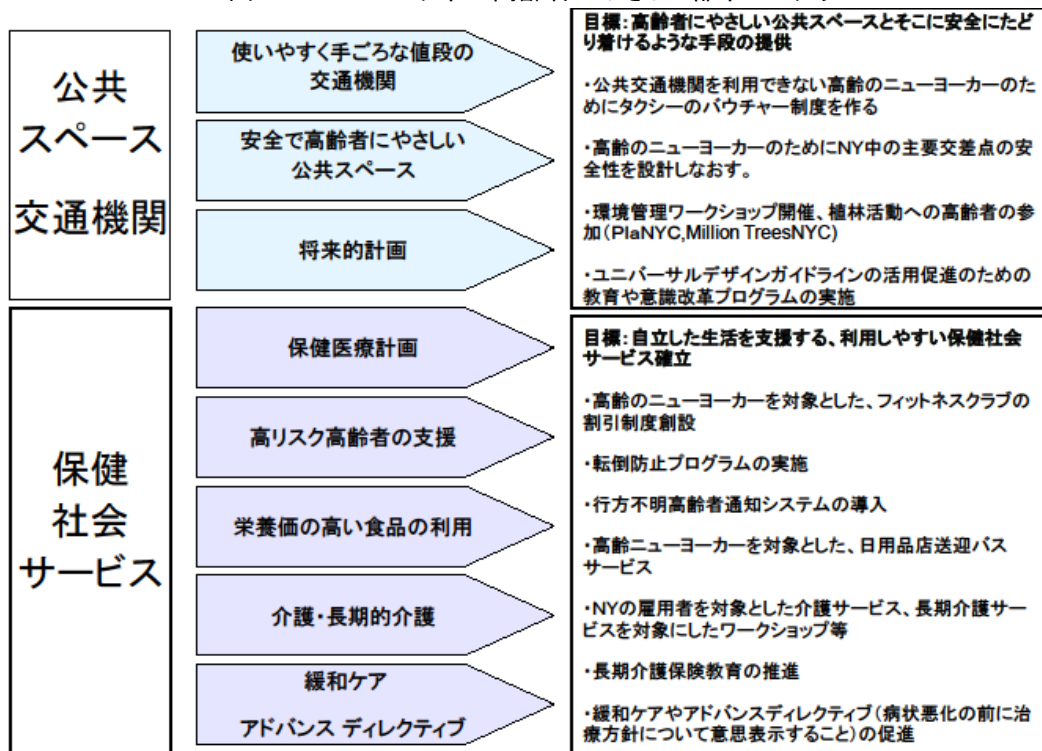 公共
スペース
交通機関
使いやすく手ごろな値段の
交通機関
安全で高齢者にやさしい
公共スペース
将来的計画
目標：高齢者にやさしい公共スペースとそこに安全にたど
り着けるような手段の提供
・公共交通機関を利用できない高齢のニューヨーカーのた
めにタクシーのバウチャー制度を作る
・高齢のニューヨーカーのためにNY中の主要交差点の安
全性を設計しなおす。
・環境管理ワークショップ開催、植林活動への高齢者の参
加(PlaNYC,Million TreesNYC)
・ユニバーサルデザインガイドラインの活用促進のための
教育や意識改革プログラムの実施
保健
社会
サービス
保健医療計画
高リスク高齢者の支援
栄養価の高い食品の利用
介護・長期的介護
緩和ケア
アドバンス ディレクティブ
目標：自立した生活を支援する、利用しやすい保健社会
サービス確立
・高齢のニューヨーカーを対象とした、フィットネスクラブの
割引制度創設
・転倒防止プログラムの実施
・行方不明高齢者通知システムの導入
・高齢ニューヨーカーを対象とした、日用品店送迎バス
サービス
・NYの雇用者を対象とした介護サービス、長期介護サー
ビスを対象にしたワークショップ等
・長期介護保険教育の推進
・緩和ケアやアドバンスディレクティブ(病状悪化の前に治
療方針について意思表示すること)の促進